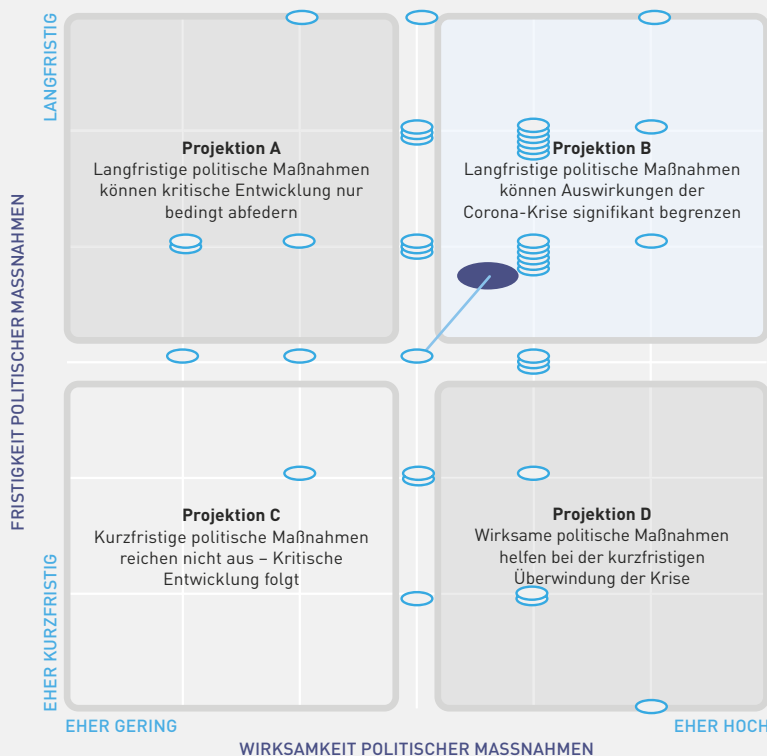 LANGFRISTIG
FRISTIGKEIT POLITISCHER MASSNAHMEN
EHER KURZFRISTIG
Projektion A
Langfristige politische Maßnahmen
können kritische Entwicklung nur
bedingt abfedern
Projektion B
Langfristige politische Maßnahmen
können Auswirkungen der
Corona-Krise signifikant begrenzen
Projektion C
Kurzfristige politische Maßnahmen
reichen nicht aus – Kritische
Entwicklung folgt
Projektion D
Wirksame politische Maßnahmen
helfen bei der kurzfristigen
Überwindung der Krise
EHER GERING
EHER HOCH
WIRKSAMKEIT POLITISCHER MASSNAHMEN